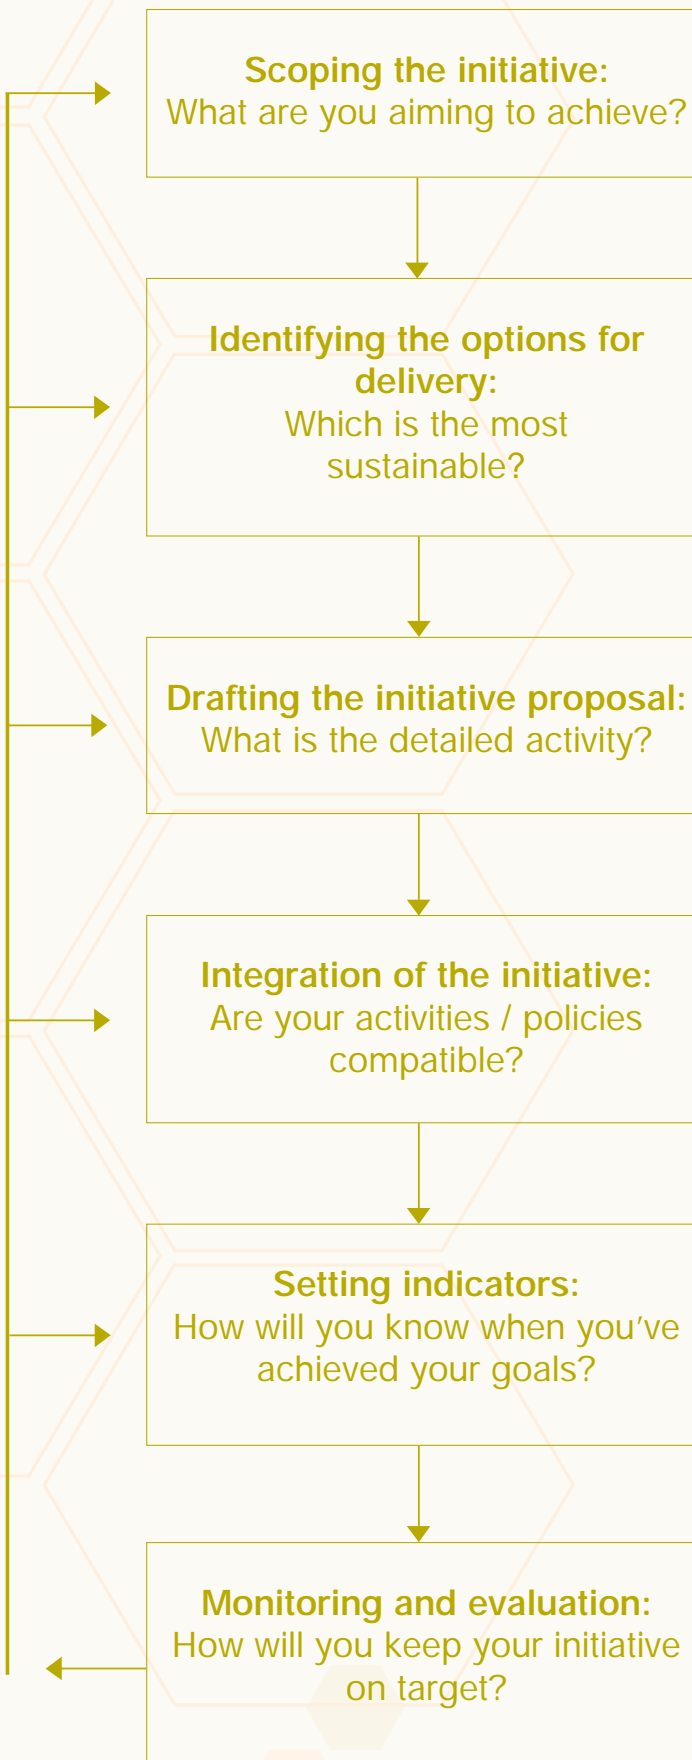 Scoping the initiative:
What are you aiming to achieve?
Identifying the options for
delivery:
Which is the most
sustainable?
Drafting the initiative proposal:
What is the detailed activity?
Integration of the initiative:
Are your activities / policies
compatible?
Setting indicators:
How will you know when you’ve
achieved your goals?
Monitoring and evaluation:
How will you keep your initiative
on target?